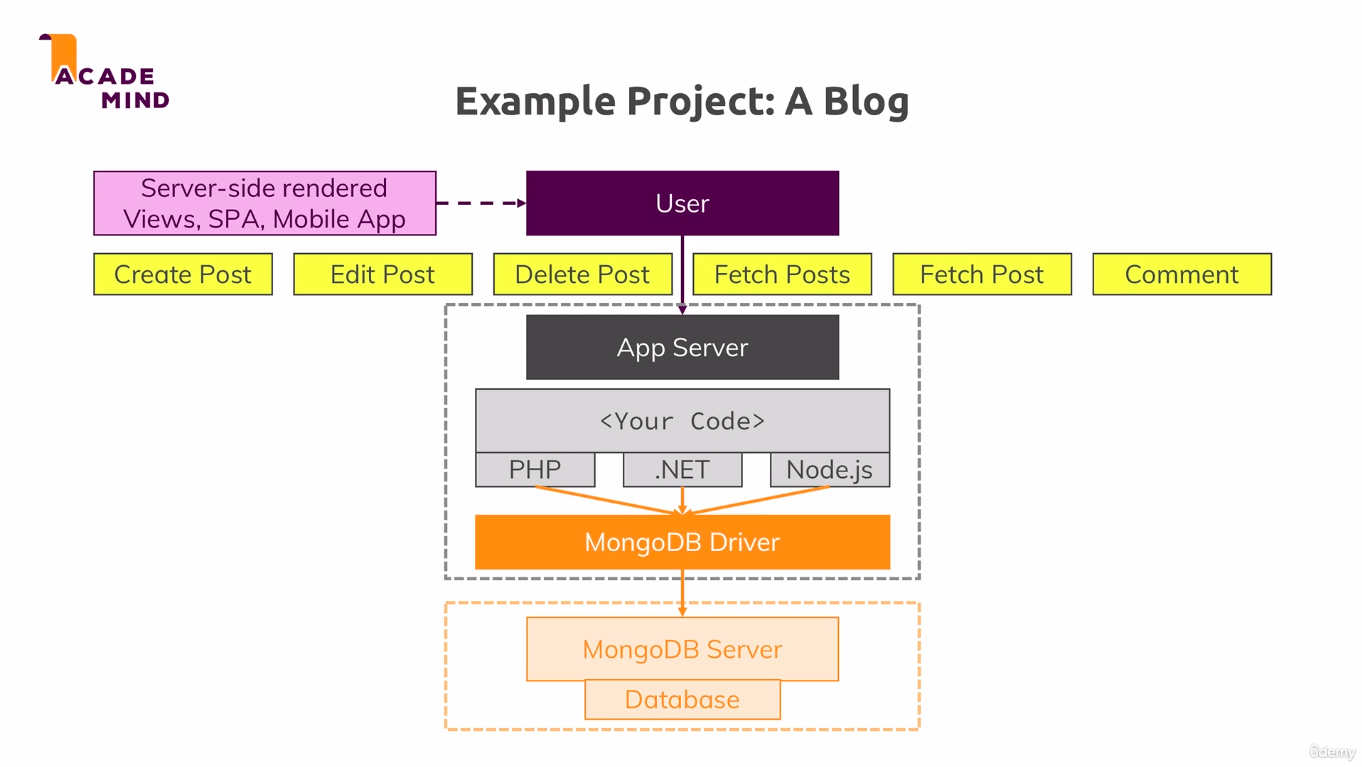 ACADE
MIND
Example Project: A Blog
Server-side rendered
Views, SPA, Mobile App
User
Create Post
Edit Post
Delete Post
Fetch Posts
Fetch Post
Comment
App Server
<Your Code>
PHP
.NET
Node.js
MongoDB Driver
MongoDB Server
Database
ûdemy